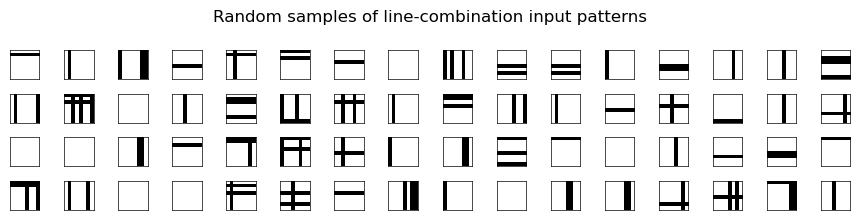 Random samples of line-combination input patterns